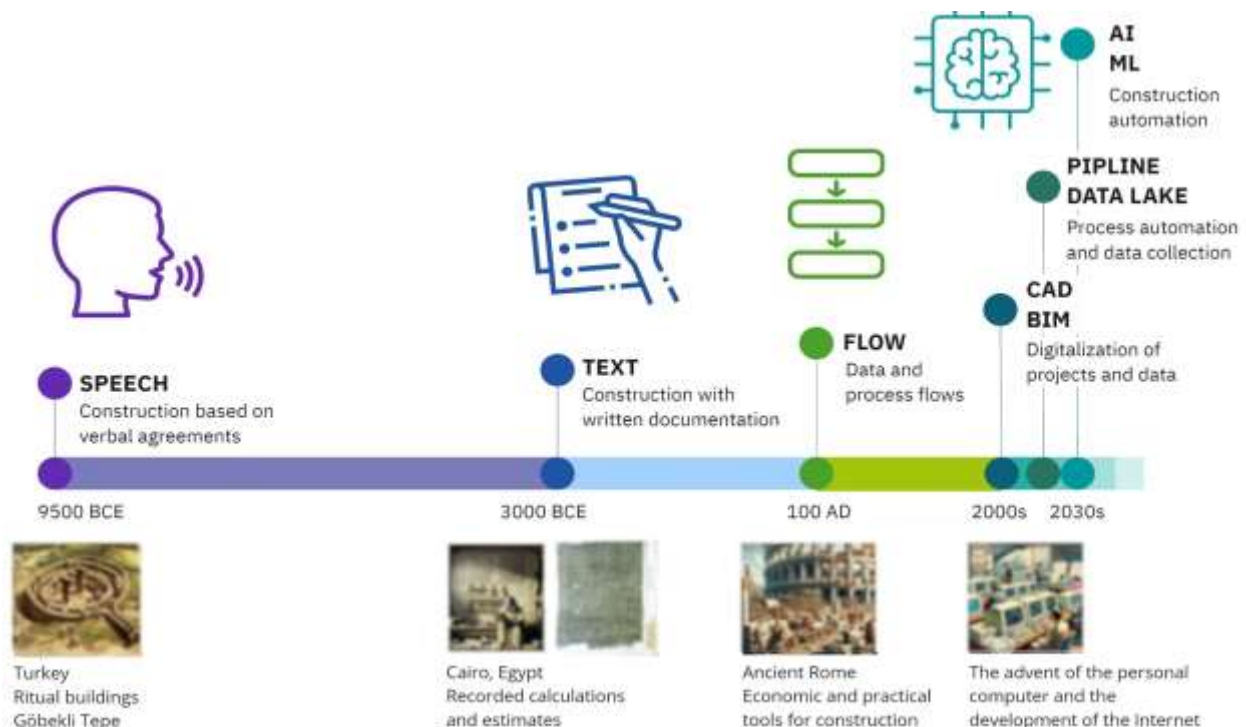 AI
ML
Construction
automation
PIPLINE
DATA LAKE
Process automation
and data collection
CAD
BIM
Digitalization of
projects and data
FLOW
Data and
process flows
TEXT
Construction with
written documentation
SPEECH
Construction based on
verbal agreements
9500 BCE
3000 BCE
100 AD
2000s
2030s
Turkey
Ritual buildings
Göbekli Tepe
Cairo, Egypt
Recorded calculations
and estimates
Ancient Rome
Economic and practical
tools for construction
The advent of the personal
computer and the
development of the Internet